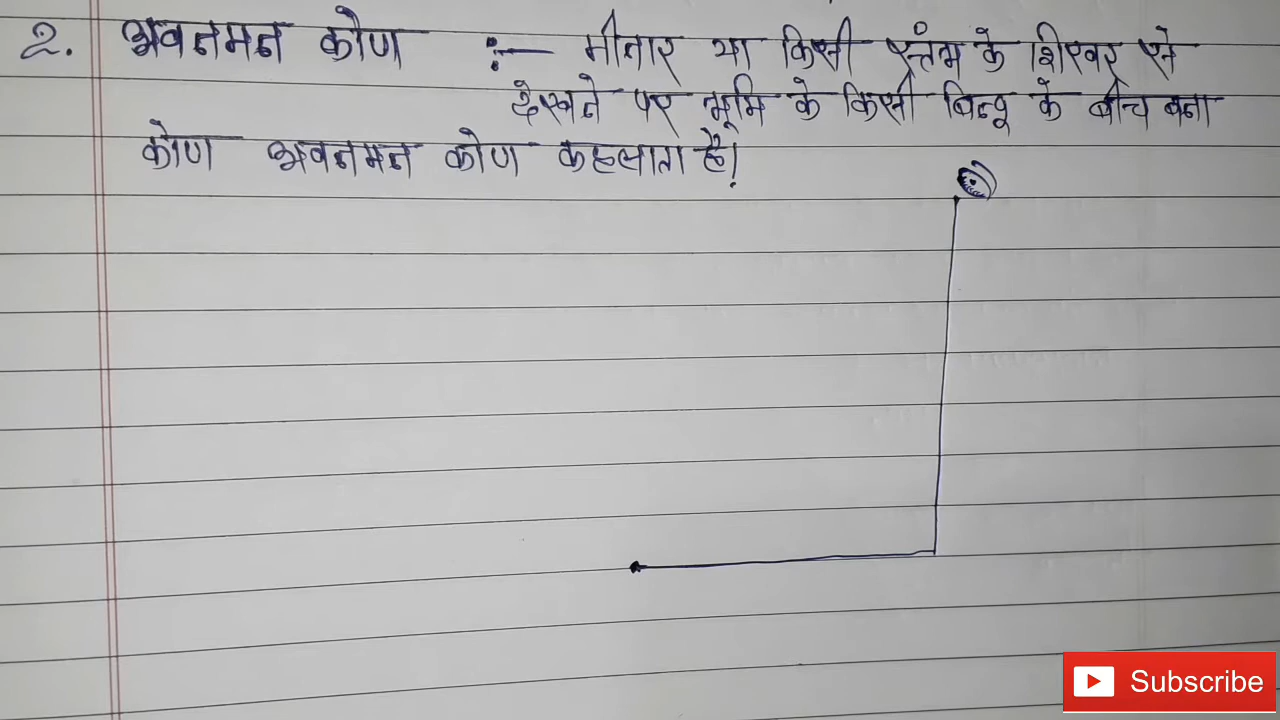 2. अवनमन कोण :— मीनार या किसी स्तंभ के शिखर से
देखने पर भूमि के किसी बिन्दू के बीच बना
कोण अवनमन कोण कहलाता है।
Subscribe